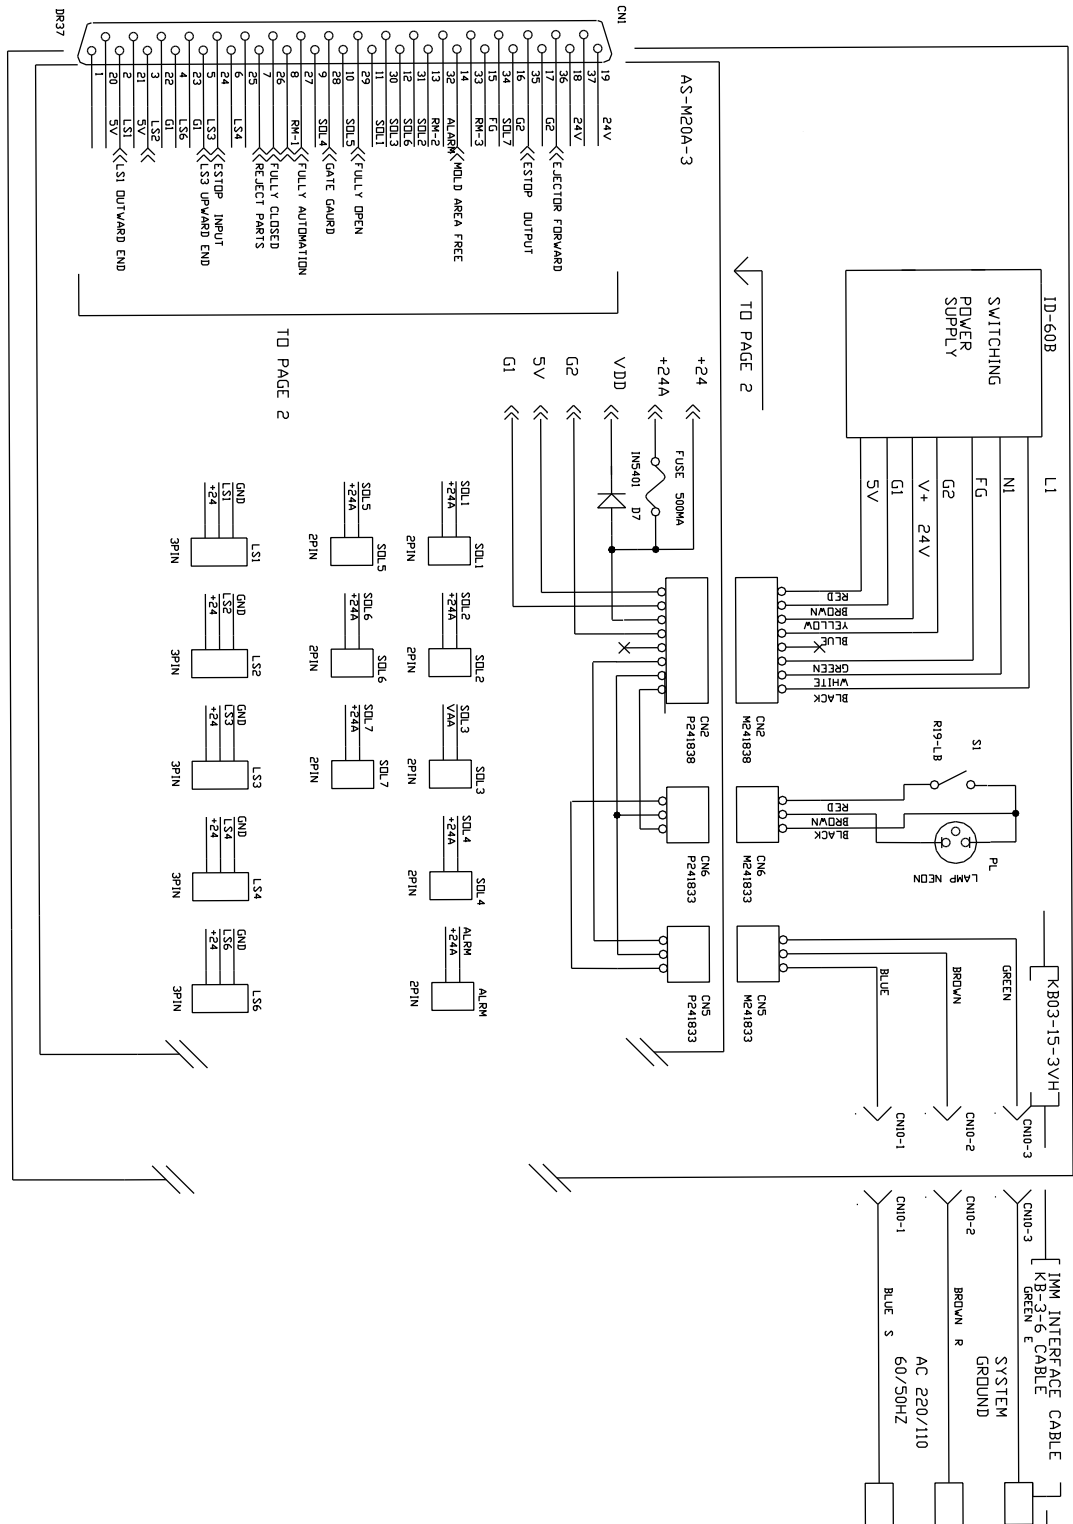 ID-60B
SWITCHING
POWER
SUPPLY
L1
N1
FG
G2
V+ 24V
G1
5V
TO PAGE 2
BLACK
WHITE
GREEN
BLUE
YELLOW
BROWN
RED
CN2
M241838
S1
R19-LB
PL
LAMP NEON
BLACK
BROWN
RED
CN6
M241833
CN5
M241833
GREEN
BROWN
BLUE
KB03-15-3VH
CN10-3
CN10-2
CN10-1
CN10-3
CN10-2
CN10-1
IMM INTERFACE CABLE
KB-3-6 CABLE
GREEN E
SYSTEM
GROUND
BROWN R
AC 220/110
60/50HZ
BLUE S
CN1
DR37
AS-M20A-3
19
37
18
36
17
35
16
34
15
33
14
32
13
31
12
30
11
29
10
28
9
27
8
26
7
25
6
24
5
23
4
22
3
21
2
20
1
24V
24V
G2
G2
SOL7
FG
RM-3
ALARM
RM-2
SOL2
SOL6
SOL3
SOL1
SOL5
SOL4
RM-1
LS4
LS3
G1
LS6
G1
LS2
5V
LS1
5V
EJECTOR FORWARD
ESTOP OUTPUT
MOLD AREA FREE
FULLY OPEN
GATE GAURD
FULLY AUTOMATION
FULLY CLOSED
REJECT PARTS
ESTOP INPUT
LS3 UPWARD END
LS1 OUTWARD END
TO PAGE 2
+24
+24A
VDD
G2
5V
G1
FUSE 500MA
IN5401 D7
CN2
P241838
CN6
P241833
CN5
P241833
SOL1
+24A
SOL1
2PIN
SOL2
+24A
SOL2
2PIN
SOL3
VAA
SOL3
2PIN
SOL4
+24A
SOL4
2PIN
ALRM
+24A
ALRM
2PIN
SOL5
+24A
SOL5
2PIN
SOL6
+24A
SOL6
2PIN
SOL7
+24A
SOL7
2PIN
GND
LS1
+24
LS1
3PIN
GND
LS2
+24
LS2
3PIN
GND
LS3
+24
LS3
3PIN
GND
LS4
+24
LS4
3PIN
GND
LS6
+24
LS6
3PIN